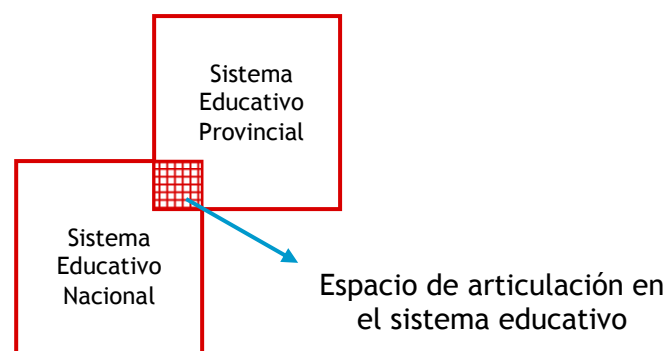 Sistema
Educativo
Provincial
Sistema
Educativo
Nacional
Espacio de articulación en
el sistema educativo